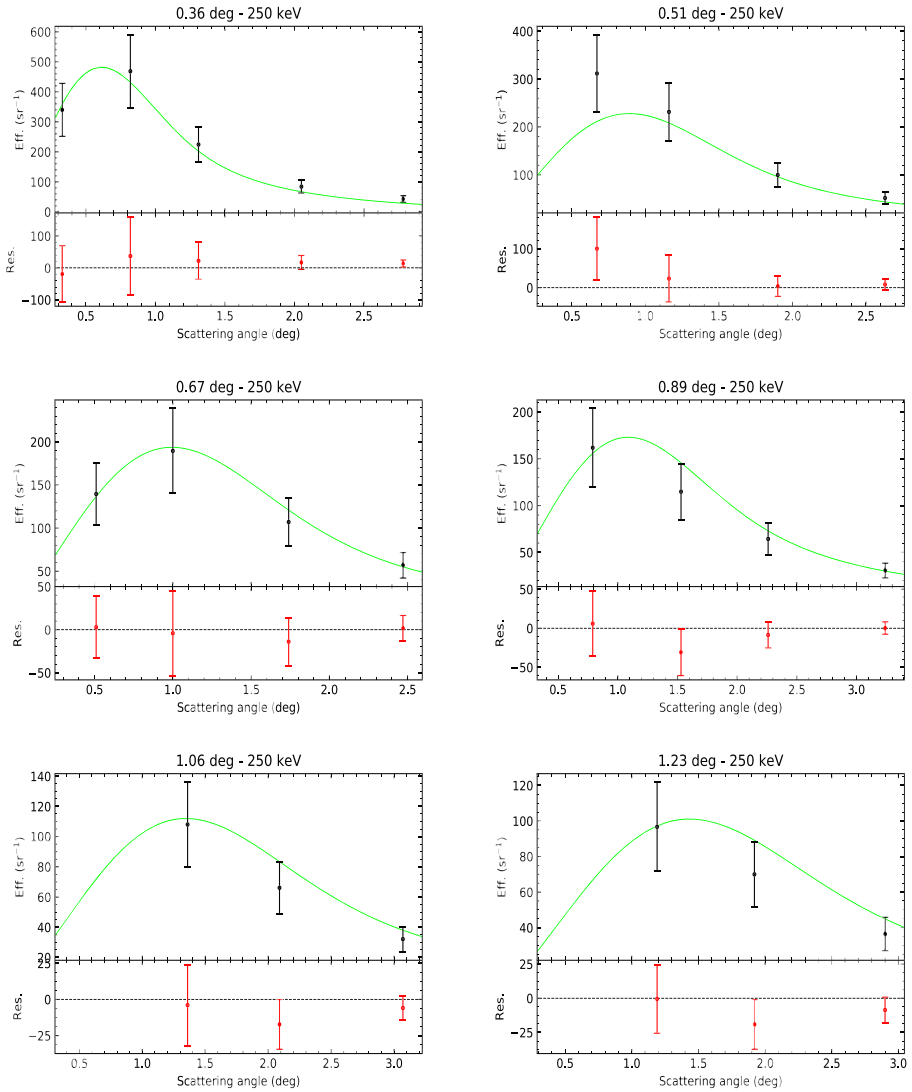 0.36 deg - 250 keV
600
500
400
300
200
100
0
Eff. (sr⁻¹)
100
0
−100
Res.
0.5 1.0 1.5 2.0 2.5
Scattering angle (deg)
0.51 deg - 250 keV
400
300
200
100
Eff. (sr⁻¹)
100
0
Res.
0.5 1.0 1.5 2.0 2.5
Scattering angle (deg)
0.67 deg - 250 keV
200
150
100
50
Eff. (sr⁻¹)
50
0
−50
Res.
0.5 1.0 1.5 2.0 2.5
Scattering angle (deg)
0.89 deg - 250 keV
200
150
100
50
0
Eff. (sr⁻¹)
50
0
−50
Res.
0.5 1.0 1.5 2.0 2.5 3.0
Scattering angle (deg)
1.06 deg - 250 keV
140
120
100
80
60
40
20
Eff. (sr⁻¹)
25
0
−25
Res.
0.5 1.0 1.5 2.0 2.5 3.0
Scattering angle (deg)
1.23 deg - 250 keV
120
100
80
60
40
Eff. (sr⁻¹)
25
0
−25
Res.
0.5 1.0 1.5 2.0 2.5 3.0
Scattering angle (deg)